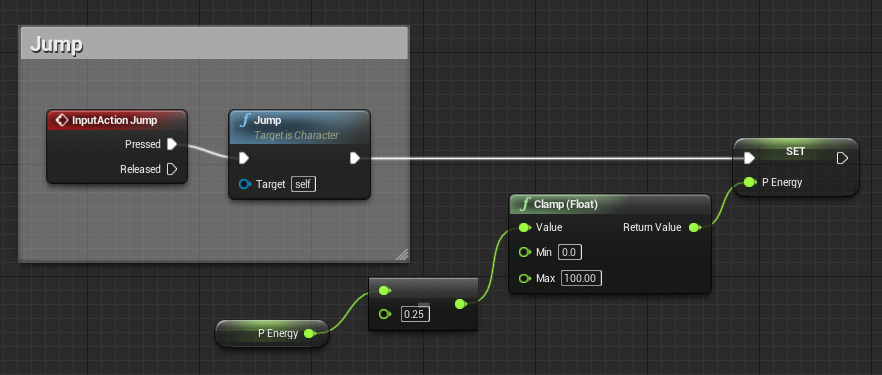 Jump
InputAction Jump
Pressed
Released
Jump
Target is Character
Target self
SET
P Energy
Clamp (Float)
Value Return Value
Min 0.0
Max 100.00
0.25
P Energy